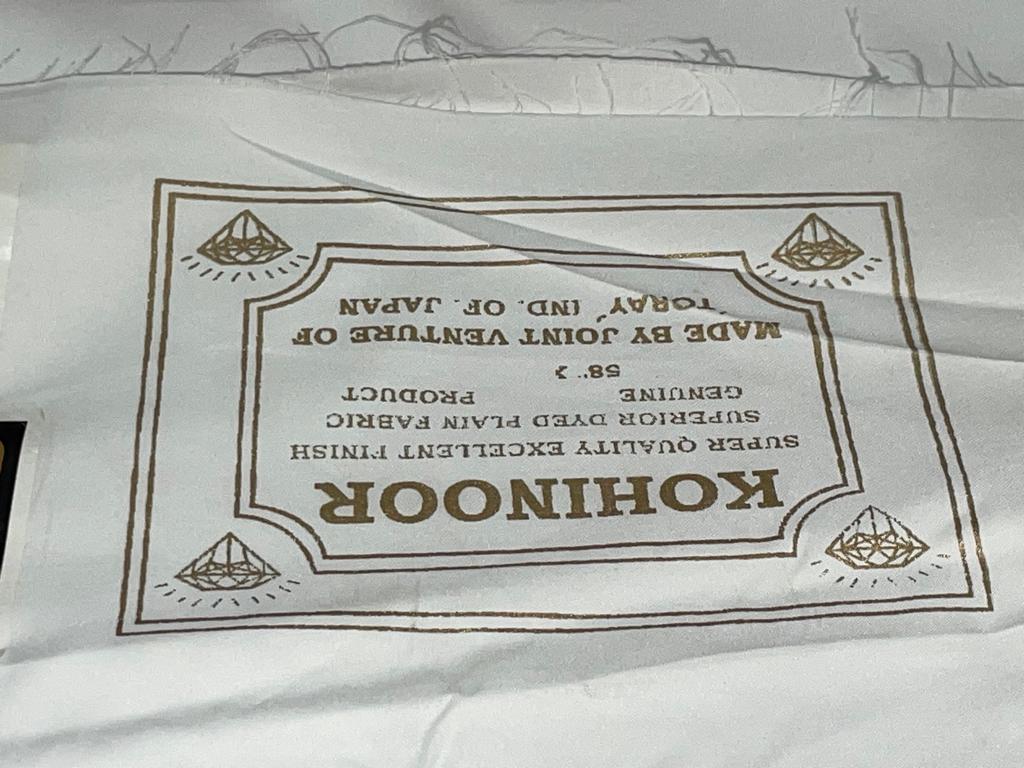 KOHINOOR
SUPER QUALITY EXCELLENT FINISH
SUPERIOR DYED PLAIN FABRIC
GENUINE PRODUCT
58"
MADE BY JOINT VENTURE OF
TORAY IND. OF. JAPAN